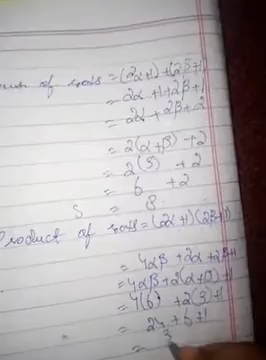 of roots = (2α+1)+(2β+1)
= 2α+1+2β+1
= 2α+2β+2
= 2(α+β)+2
= 2(3) +2
= 6 +2
S = 8
Product of roots = (2α+1)(2β+1)
= 4αβ+2α+2β+1
= 4αβ+2(α+β)+1
= 4(6)+2(3)+1
= 24+6+1
= 3